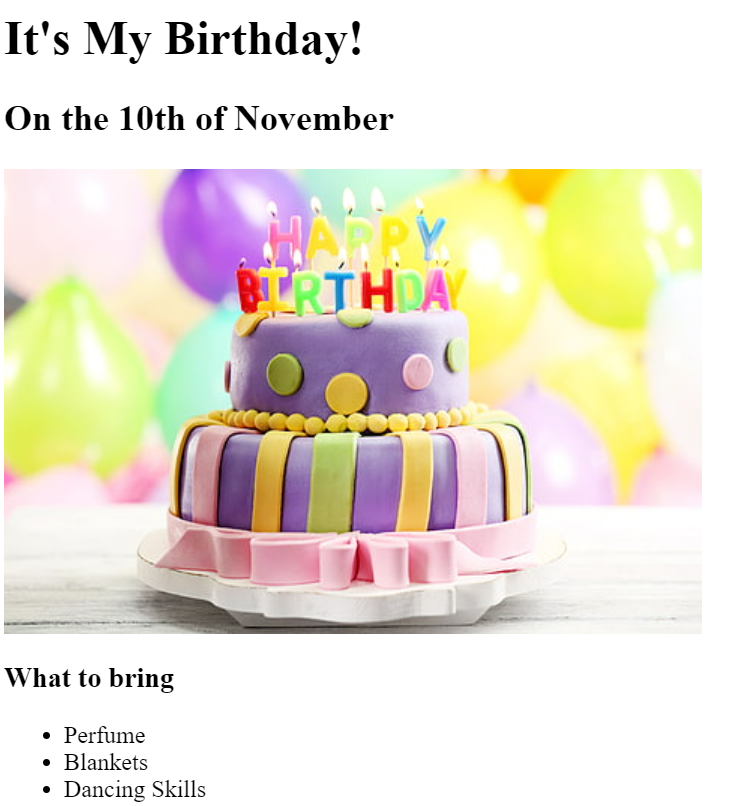 It's My Birthday!
On the 10th of November
HAPPY
BIRTHDAY
What to bring
Perfume
Blankets
Dancing Skills